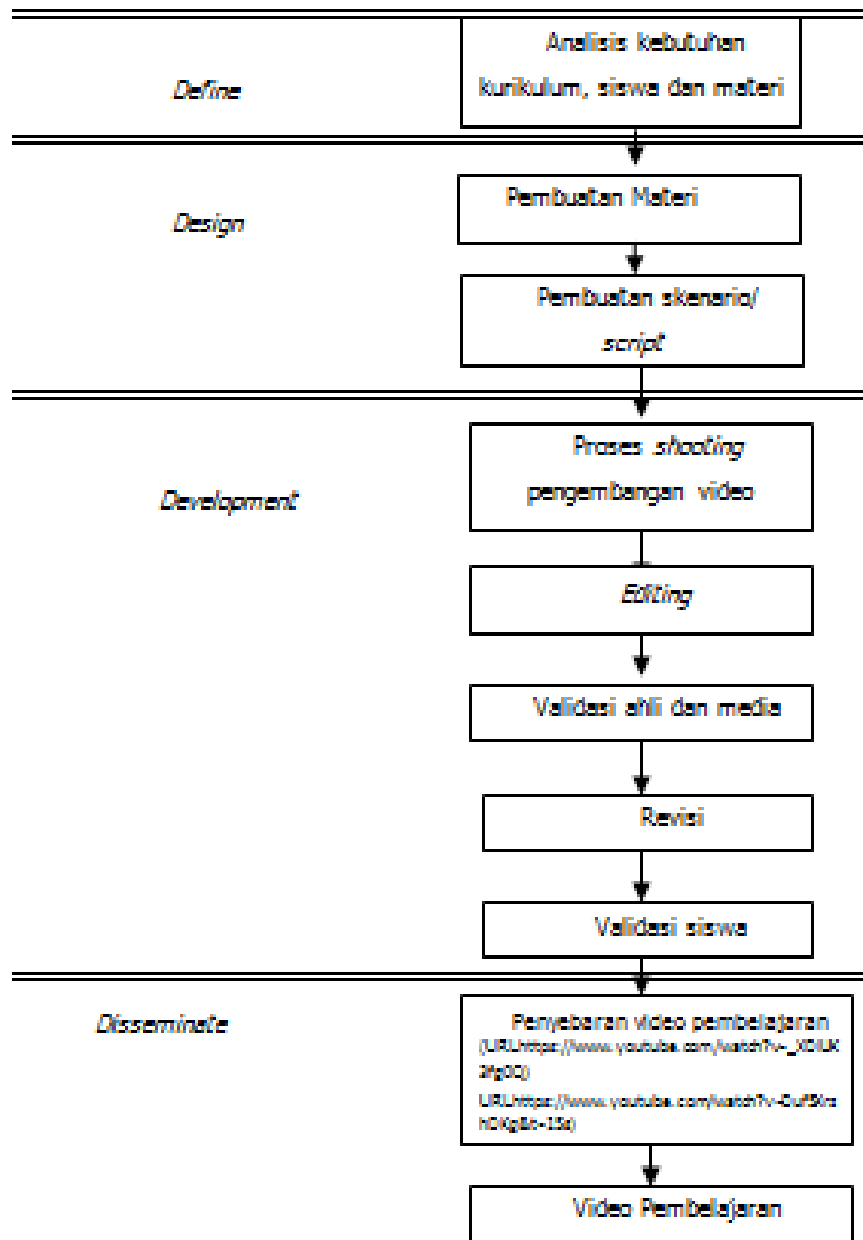 Analisis kebutuhan
kurikulum, siswa dan materi
Define
Pembuatan Materi
Design
Pembuatan skenario/
script
Proses shooting
pengembangan video
Development
Editing
Validasi ahli dan media
Revisi
Validasi siswa
Disseminate
Penyebaran video pembelajaran
Video Pembelajaran